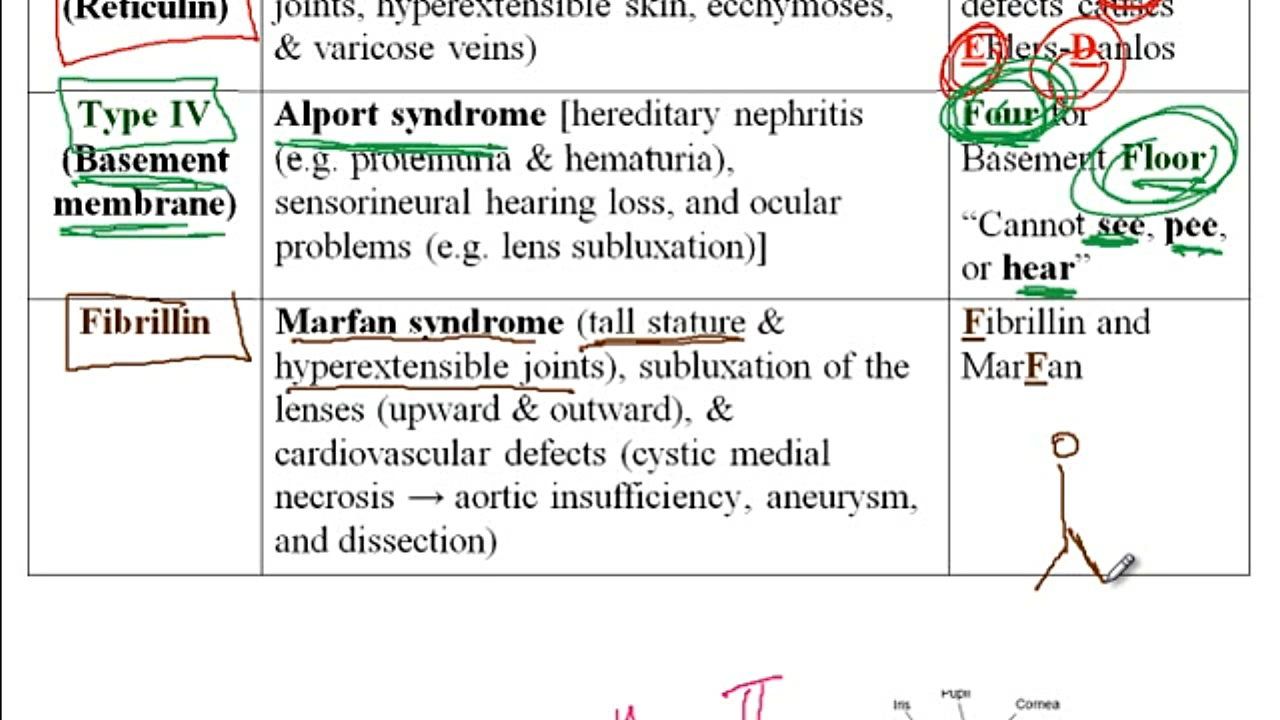 (Reticulin)
joints, hyperextensible skin, ecchymoses,
& varicose veins)
defects causes
Ehlers-Danlos
Type IV
(Basement
membrane)
Alport syndrome [hereditary nephritis
(e.g. proteinuria & hematuria),
sensorineural hearing loss, and ocular
problems (e.g. lens subluxation)]
Four for
Basement Floor
“Cannot see, pee,
or hear”
Fibrillin
Marfan syndrome (tall stature &
hyperextensible joints), subluxation of the
lenses (upward & outward), &
cardiovascular defects (cystic medial
necrosis → aortic insufficiency, aneurysm,
and dissection)
Fibrillin and
MarFan
II
Iris
Pupil
Cornea